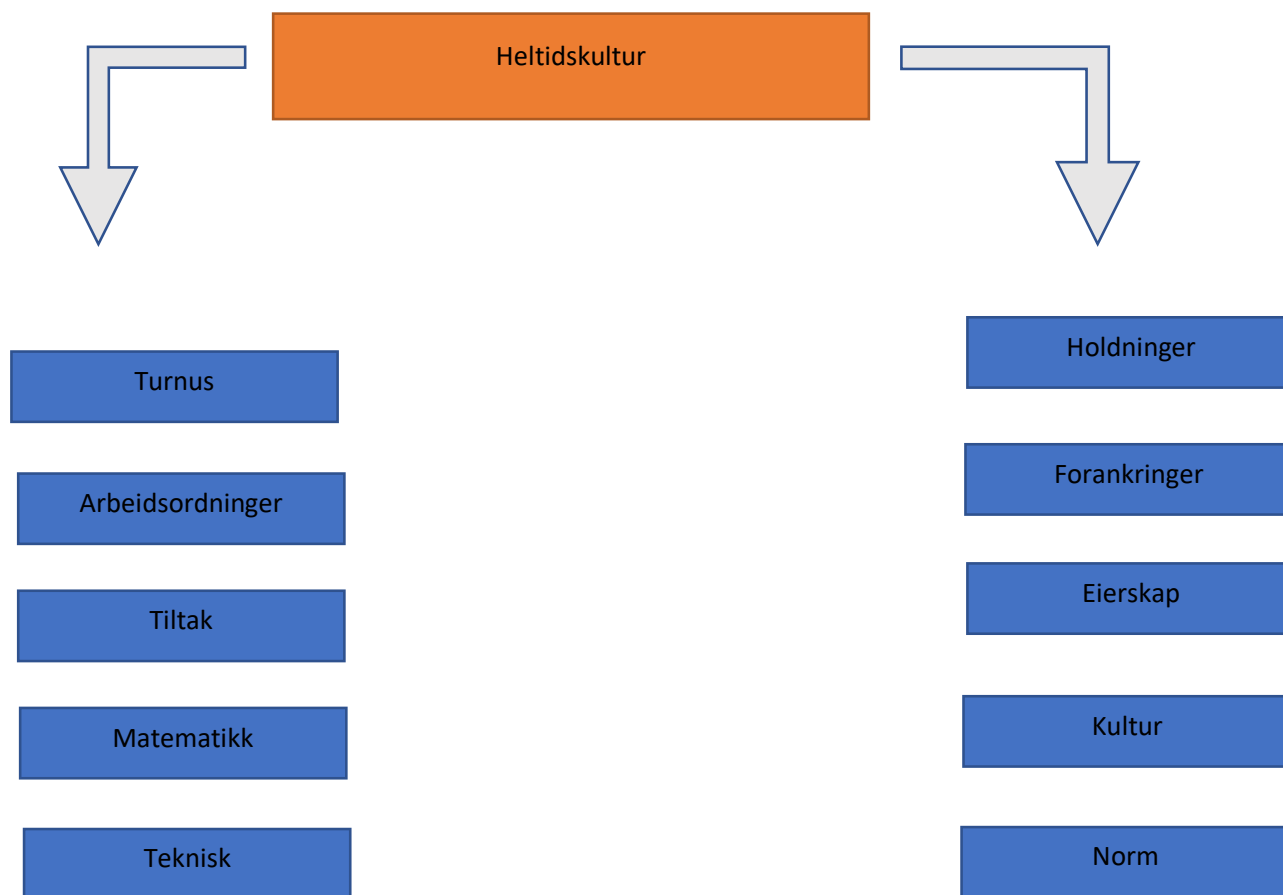 Heltidskultur
Turnus
Arbeidsordninger
Tiltak
Matematikk
Teknisk
Holdninger
Forankringer
Eierskap
Kultur
Norm